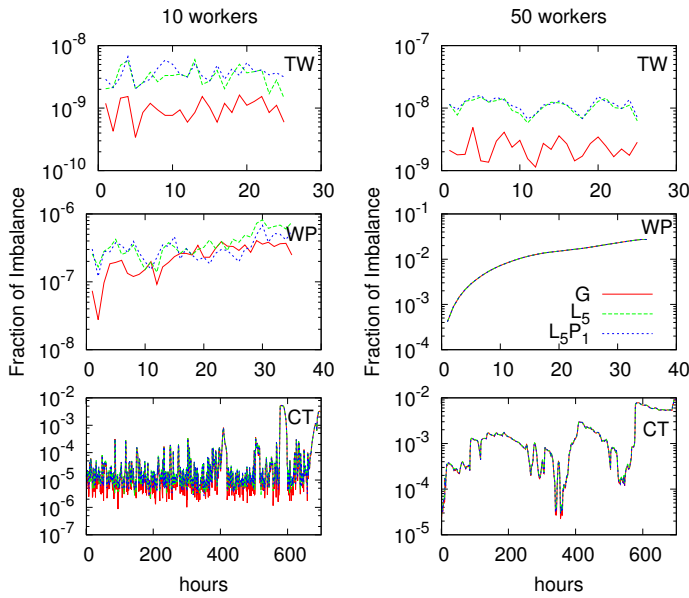 10 workers
50 workers
Fraction of Imbalance
10^-8
10^-9
10^-10
TW
0 10 20 30
10^-6
10^-7
10^-8
WP
0 10 20 30 40
10^-2
10^-3
10^-4
10^-5
10^-6
10^-7
CT
0 200 400 600
hours
Fraction of Imbalance
10^-7
10^-8
10^-9
TW
0 10 20 30
10^-1
10^-2
10^-3
10^-4
WP
G
L5
L5P1
0 10 20 30 40
10^-2
10^-3
10^-4
10^-5
CT
0 200 400 600
hours